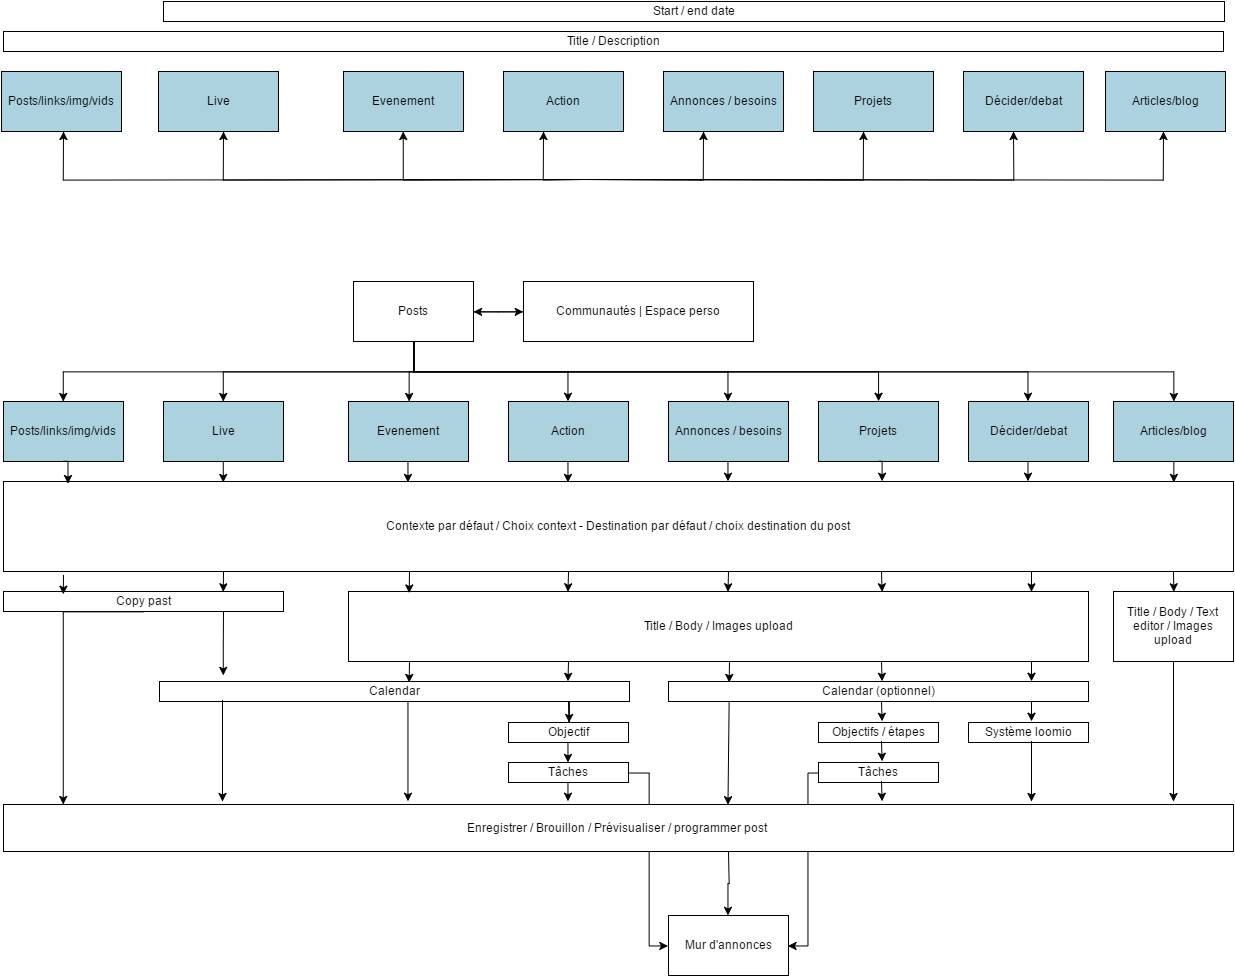 Start / end date
Title / Description
Posts/links/img/vids
Live
Evenement
Action
Annonces / besoins
Projets
Décider/debat
Articles/blog
Posts
Communautés | Espace perso
Posts/links/img/vids
Live
Evenement
Action
Annonces / besoins
Projets
Décider/debat
Articles/blog
Contexte par défaut / Choix context - Destination par défaut / choix destination du post
Copy past
Title / Body / Images upload
Title / Body / Text
editor / Images
upload
Calendar
Calendar (optionnel)
Objectif
Objectifs / étapes
Système loomio
Tâches
Tâches
Enregistrer / Brouillon / Prévisualiser / programmer post
Mur d'annonces